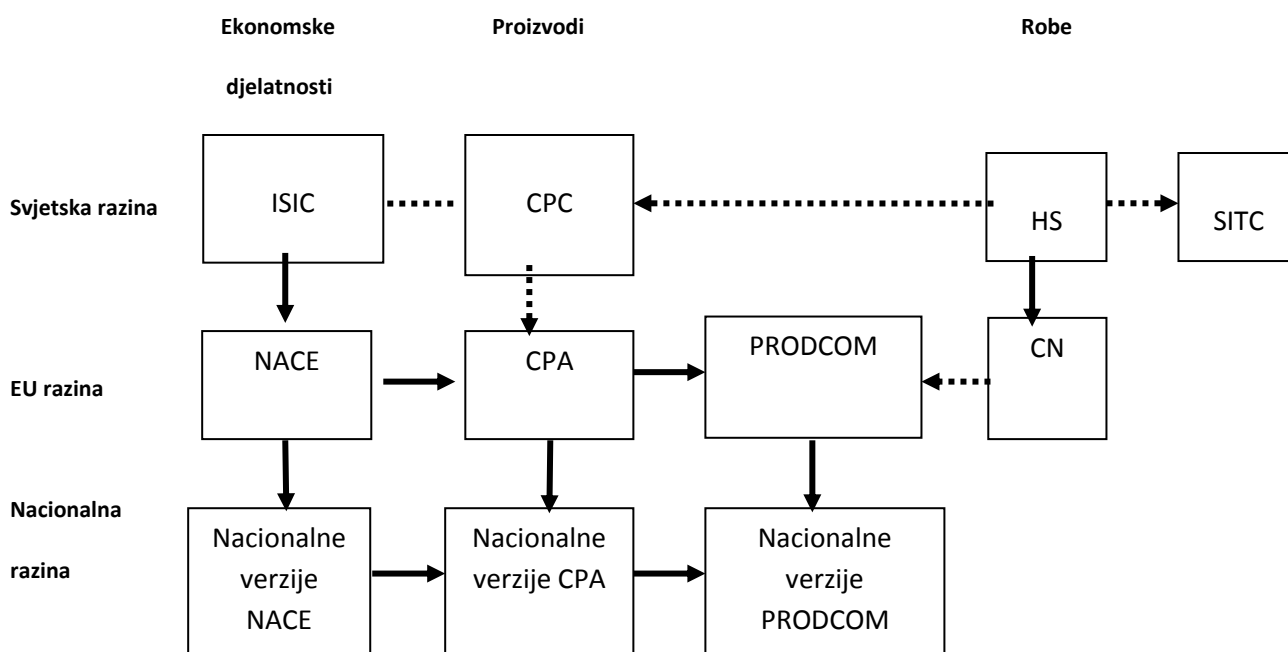 Ekonomske
djelatnosti
Proizvodi
Robe
Svjetska razina
ISIC
CPC
HS
SITC
EU razina
NACE
CPA
PRODCOM
CN
Nacionalna
razina
Nacionalne
verzije
NACE
Nacionalne
verzije CPA
Nacionalne
verzije
PRODCOM